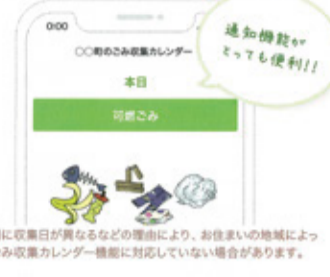 0:00
通知機能が
とっても便利!!
○○町のごみ収集カレンダー
本日
可燃ごみ
に収集日が異なるなどの理由により、お住まいの地域によっ
み収集カレンダー機能に対応していない場合があります。